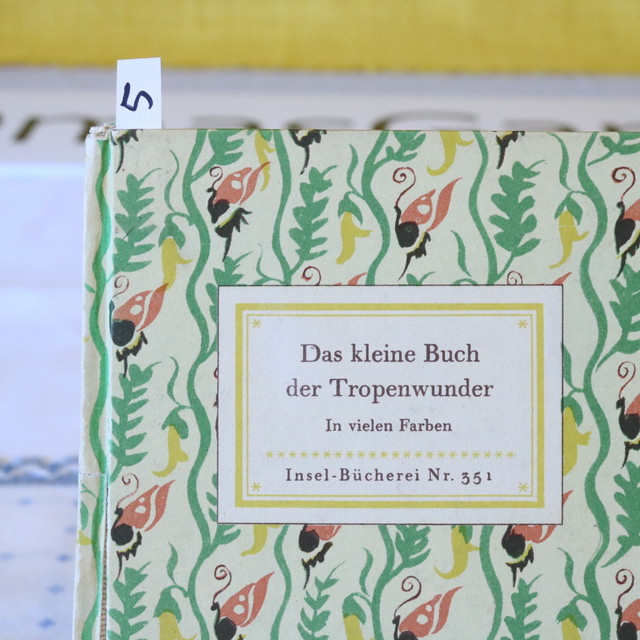 5
Das kleine Buch
der Tropenwunder
In vielen Farben
Insel-Bücherei Nr. 351